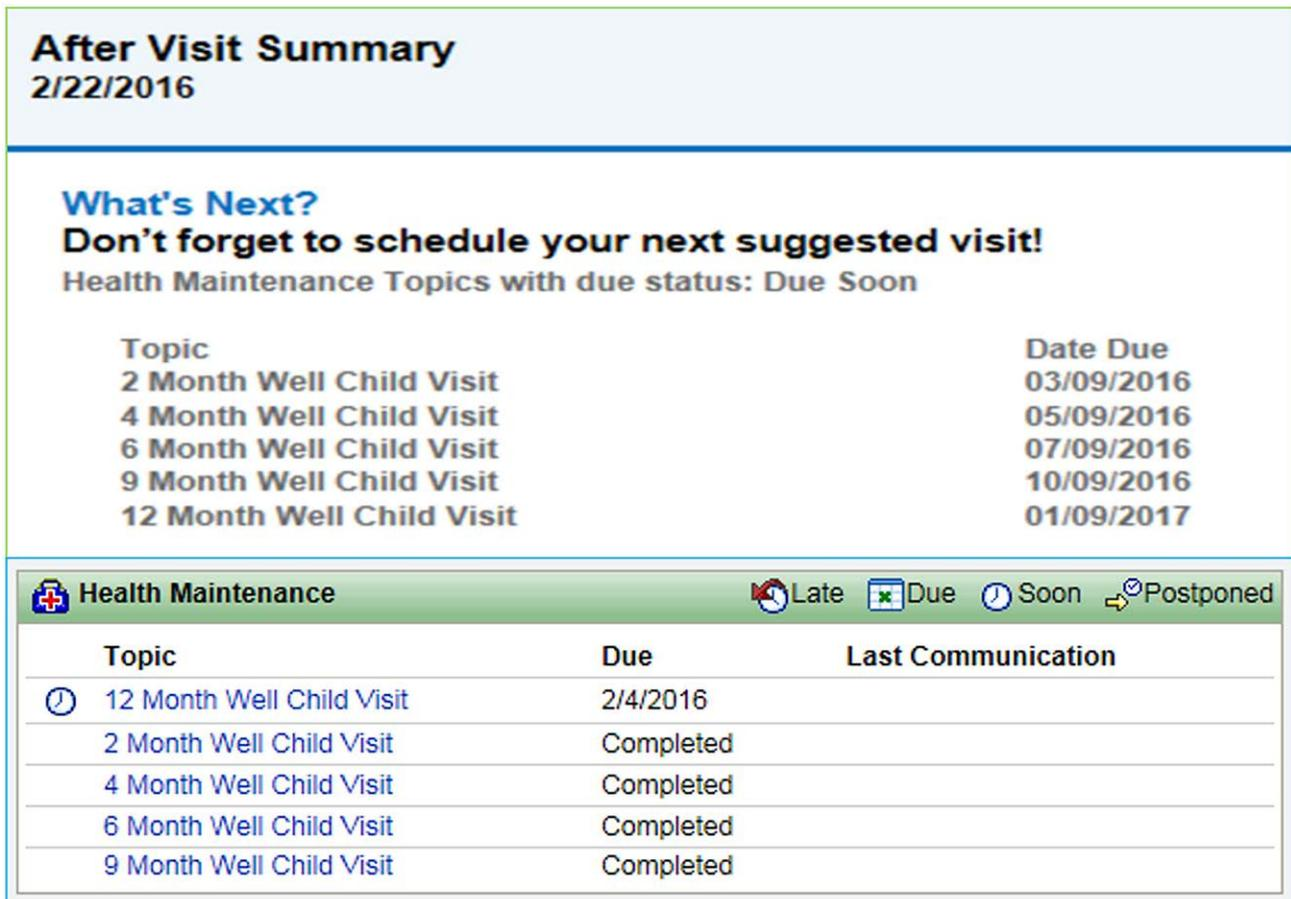 After Visit Summary
2/22/2016
What's Next?
Don't forget to schedule your next suggested visit!
Health Maintenance Topics with due status: Due Soon
Topic Date Due
2 Month Well Child Visit 03/09/2016
4 Month Well Child Visit 05/09/2016
6 Month Well Child Visit 07/09/2016
9 Month Well Child Visit 10/09/2016
12 Month Well Child Visit 01/09/2017
Health Maintenance Late Due Soon Postponed
Topic Due Last Communication
12 Month Well Child Visit 2/4/2016
2 Month Well Child Visit Completed
4 Month Well Child Visit Completed
6 Month Well Child Visit Completed
9 Month Well Child Visit Completed